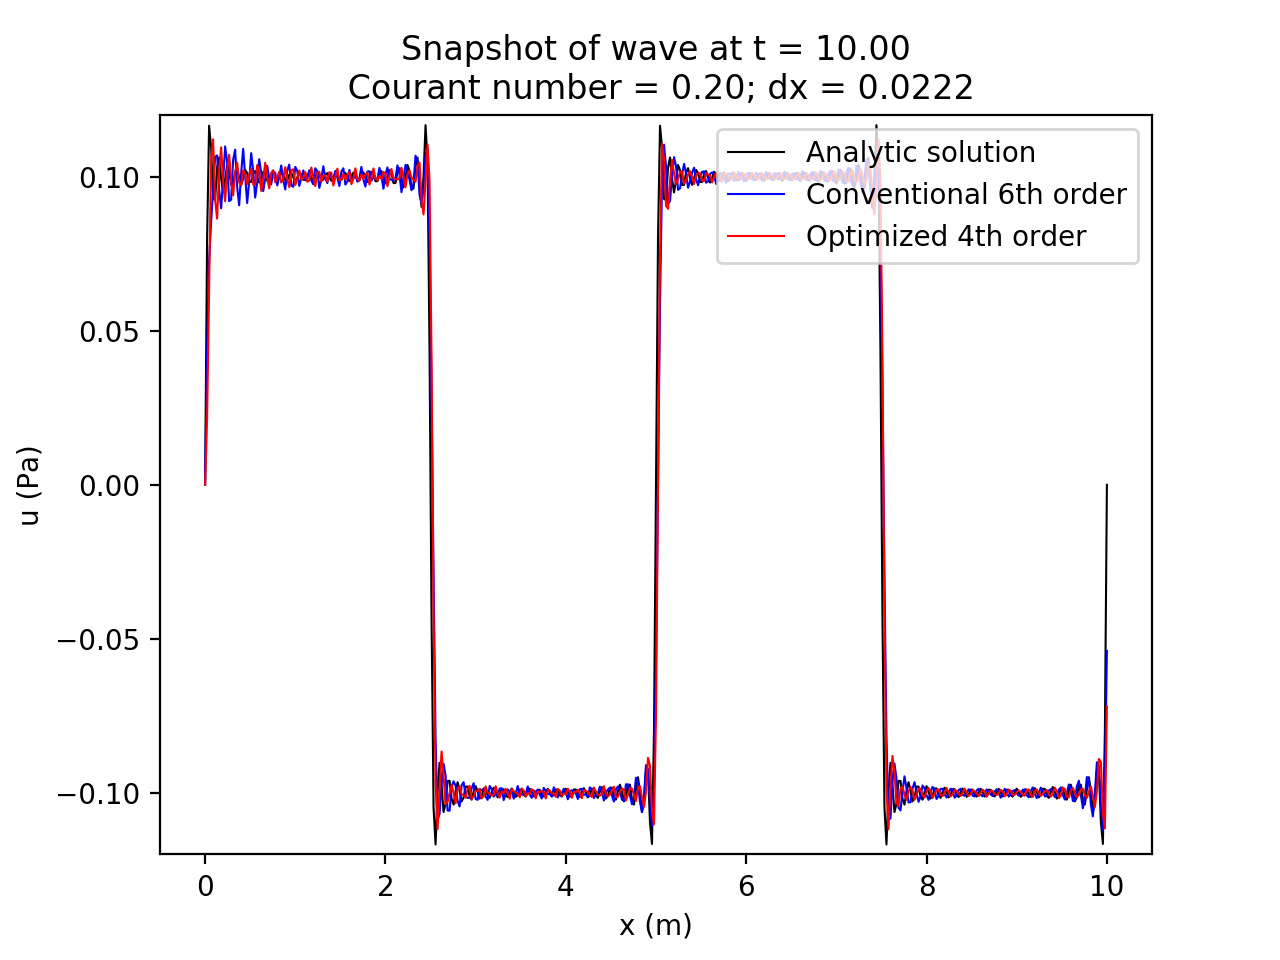 Snapshot of wave at t = 10.00
Courant number = 0.20; dx = 0.0222
Analytic solution
Conventional 6th order
Optimized 4th order
0.10
0.05
0.00
−0.05
−0.10
u (Pa)
0 2 4 6 8 10
x (m)